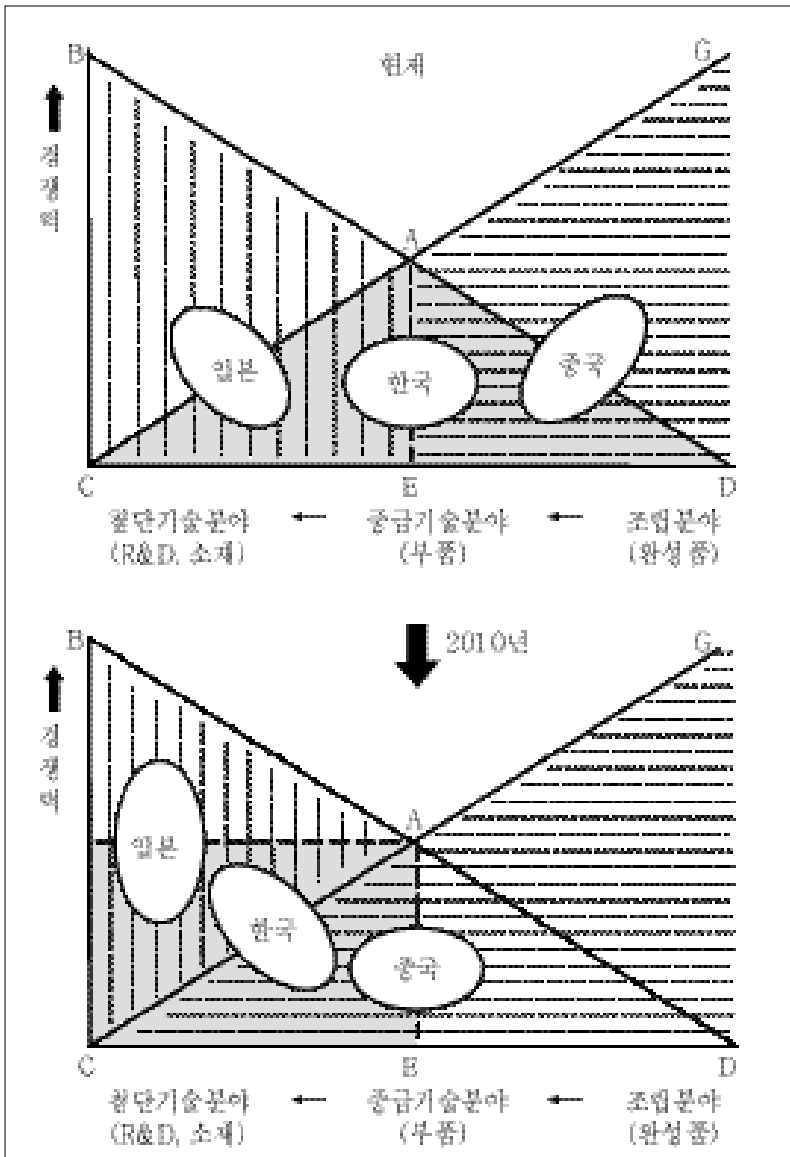 현재
B
G
경쟁력
A
일본
한국
중국
C
E
D
첨단기술분야 ← 중급기술분야 ← 조립분야
(R&D, 소재) (부품) (완성품)
2010년
B
G
경쟁력
A
일본
한국
중국
C
E
D
첨단기술분야 ← 중급기술분야 ← 조립분야
(R&D, 소재) (부품) (완성품)